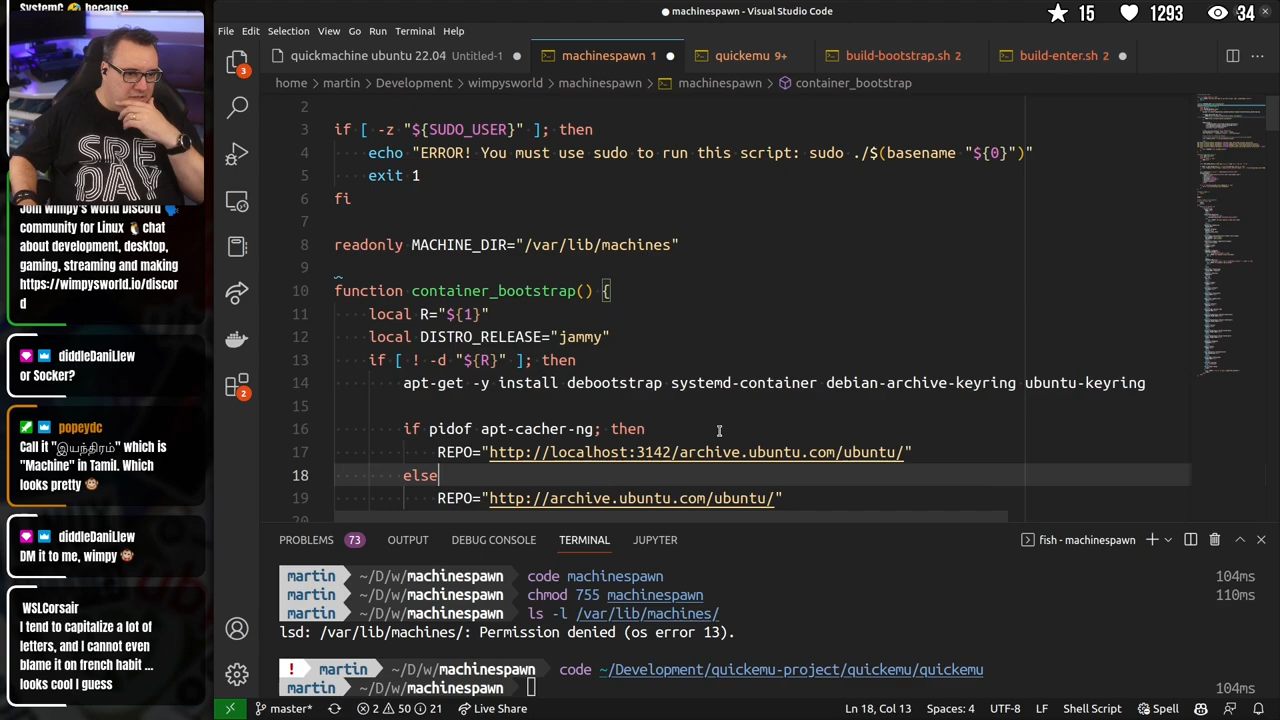 SystemC 🤣 because
Join Wimpy's World Discord 🗣
community for Linux 🐧 chat
about development, desktop,
gaming, streaming and making
https://wimpysworld.io/discor
d
diddleDaniLlew
or Socker?
popeydc
Call it "இயந்திரம்" which is
"Machine" in Tamil. Which
looks pretty 🐵
diddleDaniLlew
DM it to me, wimpy 🐵
WSLCorsair
I tend to capitalize a lot of
letters, and I cannot even
blame it on french habit ...
looks cool I guess
SRE
DAY
machinespawn - Visual Studio Code
15
1293
34
File Edit Selection View Go Run Terminal Help
quickmachine ubuntu 22.04 Untitled-1
machinespawn 1
quickemu 9+
build-bootstrap.sh 2
build-enter.sh 2
home > martin > Development > wimpysworld > machinespawn > machinespawn > container_bootstrap
3
2
2
3 if [ -z "${SUDO_USER}" ]; then
4 echo "ERROR! You must use sudo to run this script: sudo ./$(basename "${0}")"
5 exit 1
6 fi
7
8 readonly MACHINE_DIR="/var/lib/machines"
9
10 function container_bootstrap() {
11 local R="${1}"
12 local DISTRO_RELEASE="jammy"
13 if [ ! -d "${R}" ]; then
14 apt-get -y install debootstrap systemd-container debian-archive-keyring ubuntu-keyring
15
16 if pidof apt-cacher-ng; then
17 REPO="http://localhost:3142/archive.ubuntu.com/ubuntu/"
18 else
19 REPO="http://archive.ubuntu.com/ubuntu/"
20
PROBLEMS 73 OUTPUT DEBUG CONSOLE TERMINAL JUPYTER
fish - machinespawn
martin ~/D/w/machinespawn code machinespawn 104ms
martin ~/D/w/machinespawn chmod 755 machinespawn 110ms
martin ~/D/w/machinespawn ls -l /var/lib/machines/
lsd: /var/lib/machines/: Permission denied (os error 13).
! martin ~/D/w/machinespawn code ~/Development/quickemu-project/quickemu/quickemu
martin ~/D/w/machinespawn 104ms
master* 2 50 21 Live Share
Ln 18, Col 13 Spaces: 4 UTF-8 LF Shell Script Spell